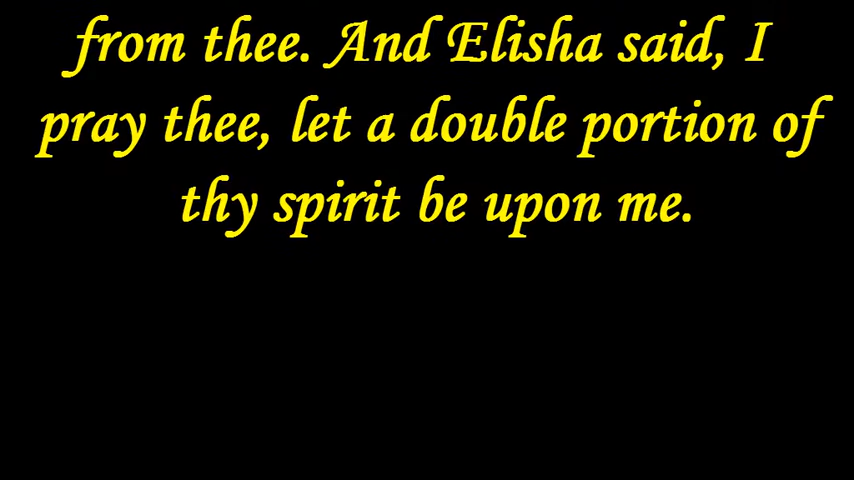 from thee. And Elisha said, I
pray thee, let a double portion of
thy spirit be upon me.